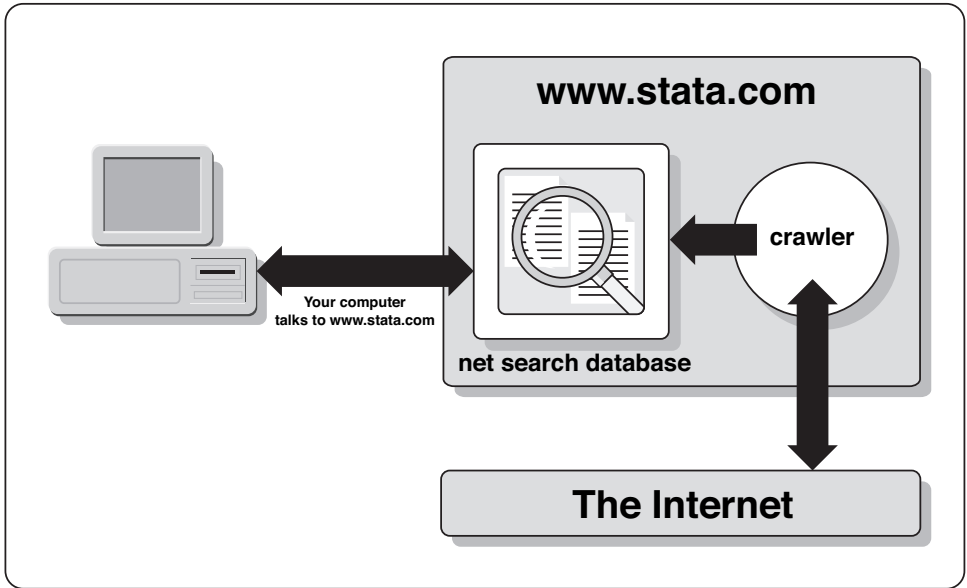 www.stata.com
crawler
Your computer
talks to www.stata.com
net search database
The Internet